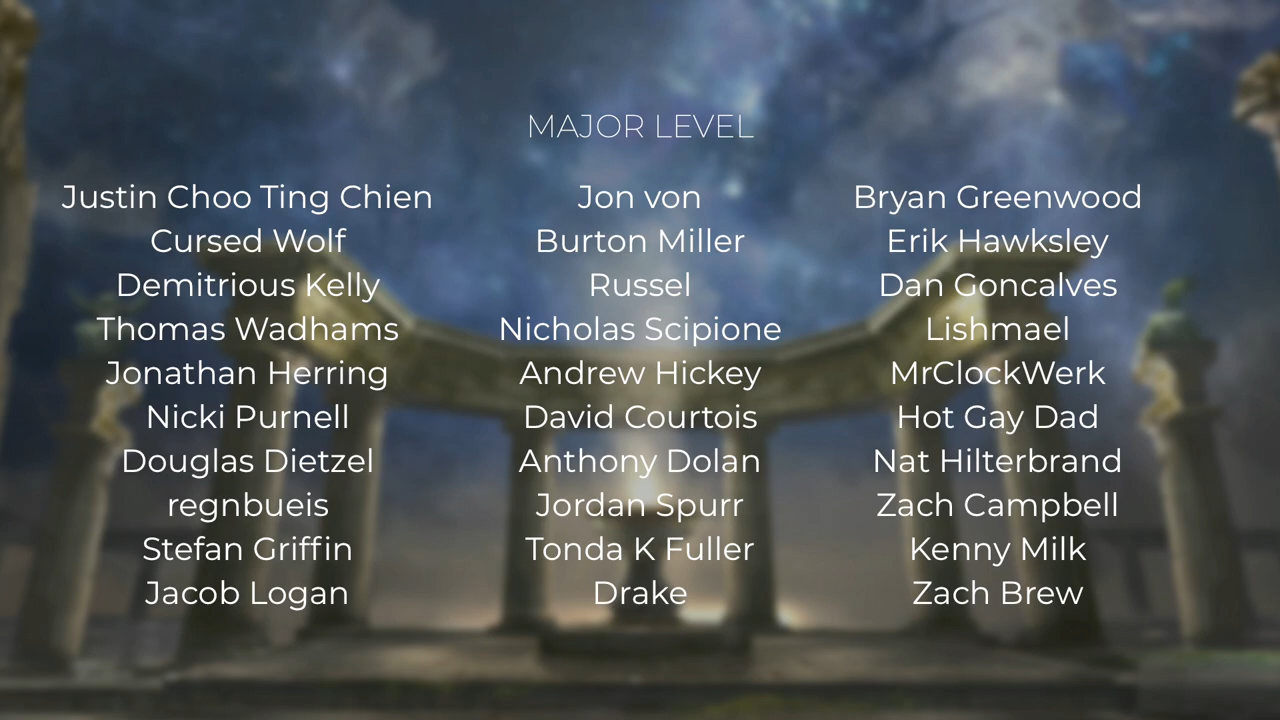 MAJOR LEVEL
Justin Choo Ting Chien
Cursed Wolf
Demitrious Kelly
Thomas Wadhams
Jonathan Herring
Nicki Purnell
Douglas Dietzel
regnbueis
Stefan Griffin
Jacob Logan
Jon von
Burton Miller
Russel
Nicholas Scipione
Andrew Hickey
David Courtois
Anthony Dolan
Jordan Spurr
Tonda K Fuller
Drake
Bryan Greenwood
Erik Hawksley
Dan Goncalves
Lishmael
MrClockWerk
Hot Gay Dad
Nat Hilterbrand
Zach Campbell
Kenny Milk
Zach Brew